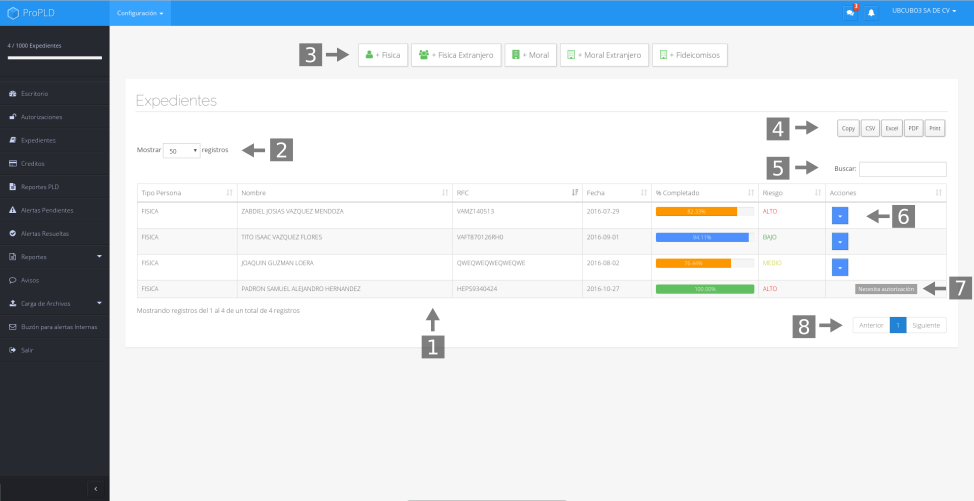 ProPLD
Configuración
3
UBCUBO3 SA DE CV
4 / 1000 Expedientes
Escritorio
Autorizaciones
Expedientes
Créditos
Reportes PLD
Alertas Pendientes
Alertas Resueltas
Reportes
Avisos
Carga de Archivos
Buzón para alertas Internas
Salir
3
+ Fisica
+ Fisica Extranjero
+ Moral
+ Moral Extranjero
+ Fideicomisos
Expedientes
4
Copy CSV Excel PDF Print
Mostrar 50 registros
2
5
Buscar:
Tipo Persona Nombre RFC Fecha % Completado Riesgo Acciones
FISICA ZABDIEL JOSIAS VAZQUEZ MENDOZA VAMZ140513 2016-07-29 82.35% ALTO
6
FISICA TITO ISAAC VAZQUEZ FLORES VAFT870126RH0 2016-09-01 94.11% BAJO
FISICA JOAQUIN GUZMAN LOERA QWEQWEQWEQWEQWE 2016-08-02 76.46% MEDIO
FISICA PADRON SAMUEL ALEJANDRO HERNANDEZ HEPS9340424 2016-10-27 100.00% ALTO Necesita autorización
7
Mostrando registros del 1 al 4 de un total de 4 registros
1
8
Anterior 1 Siguiente